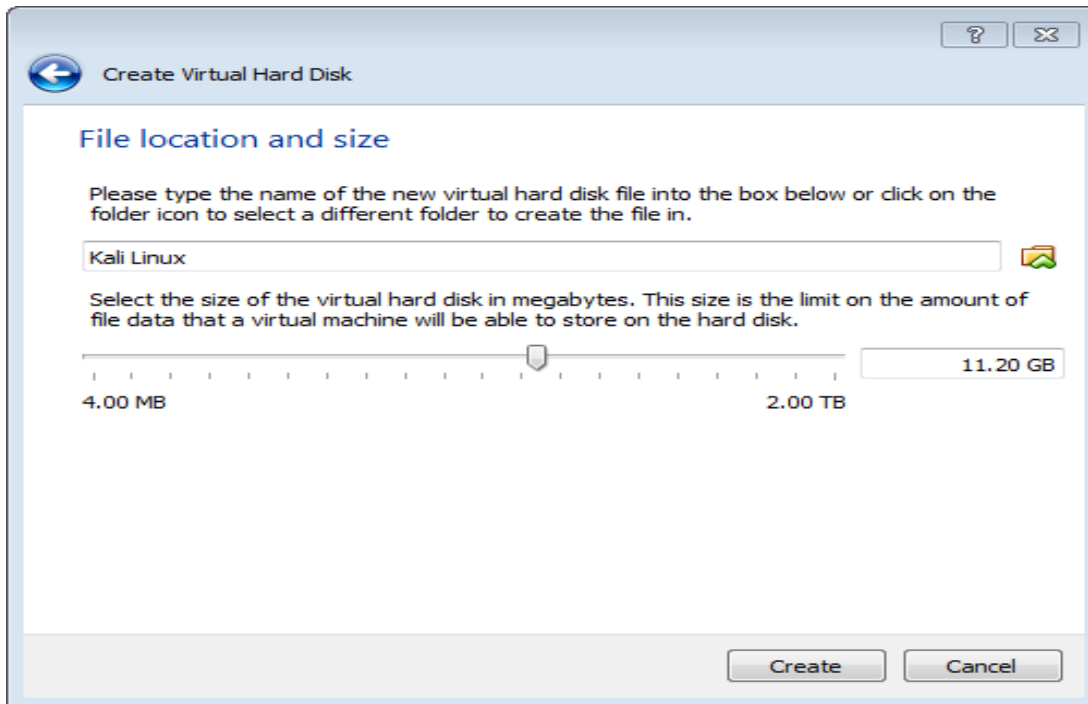 ?
Create Virtual Hard Disk
File location and size
Please type the name of the new virtual hard disk file into the box below or click on the
folder icon to select a different folder to create the file in.
Kali Linux
Select the size of the virtual hard disk in megabytes. This size is the limit on the amount of
file data that a virtual machine will be able to store on the hard disk.
11.20 GB
4.00 MB 2.00 TB
Create Cancel